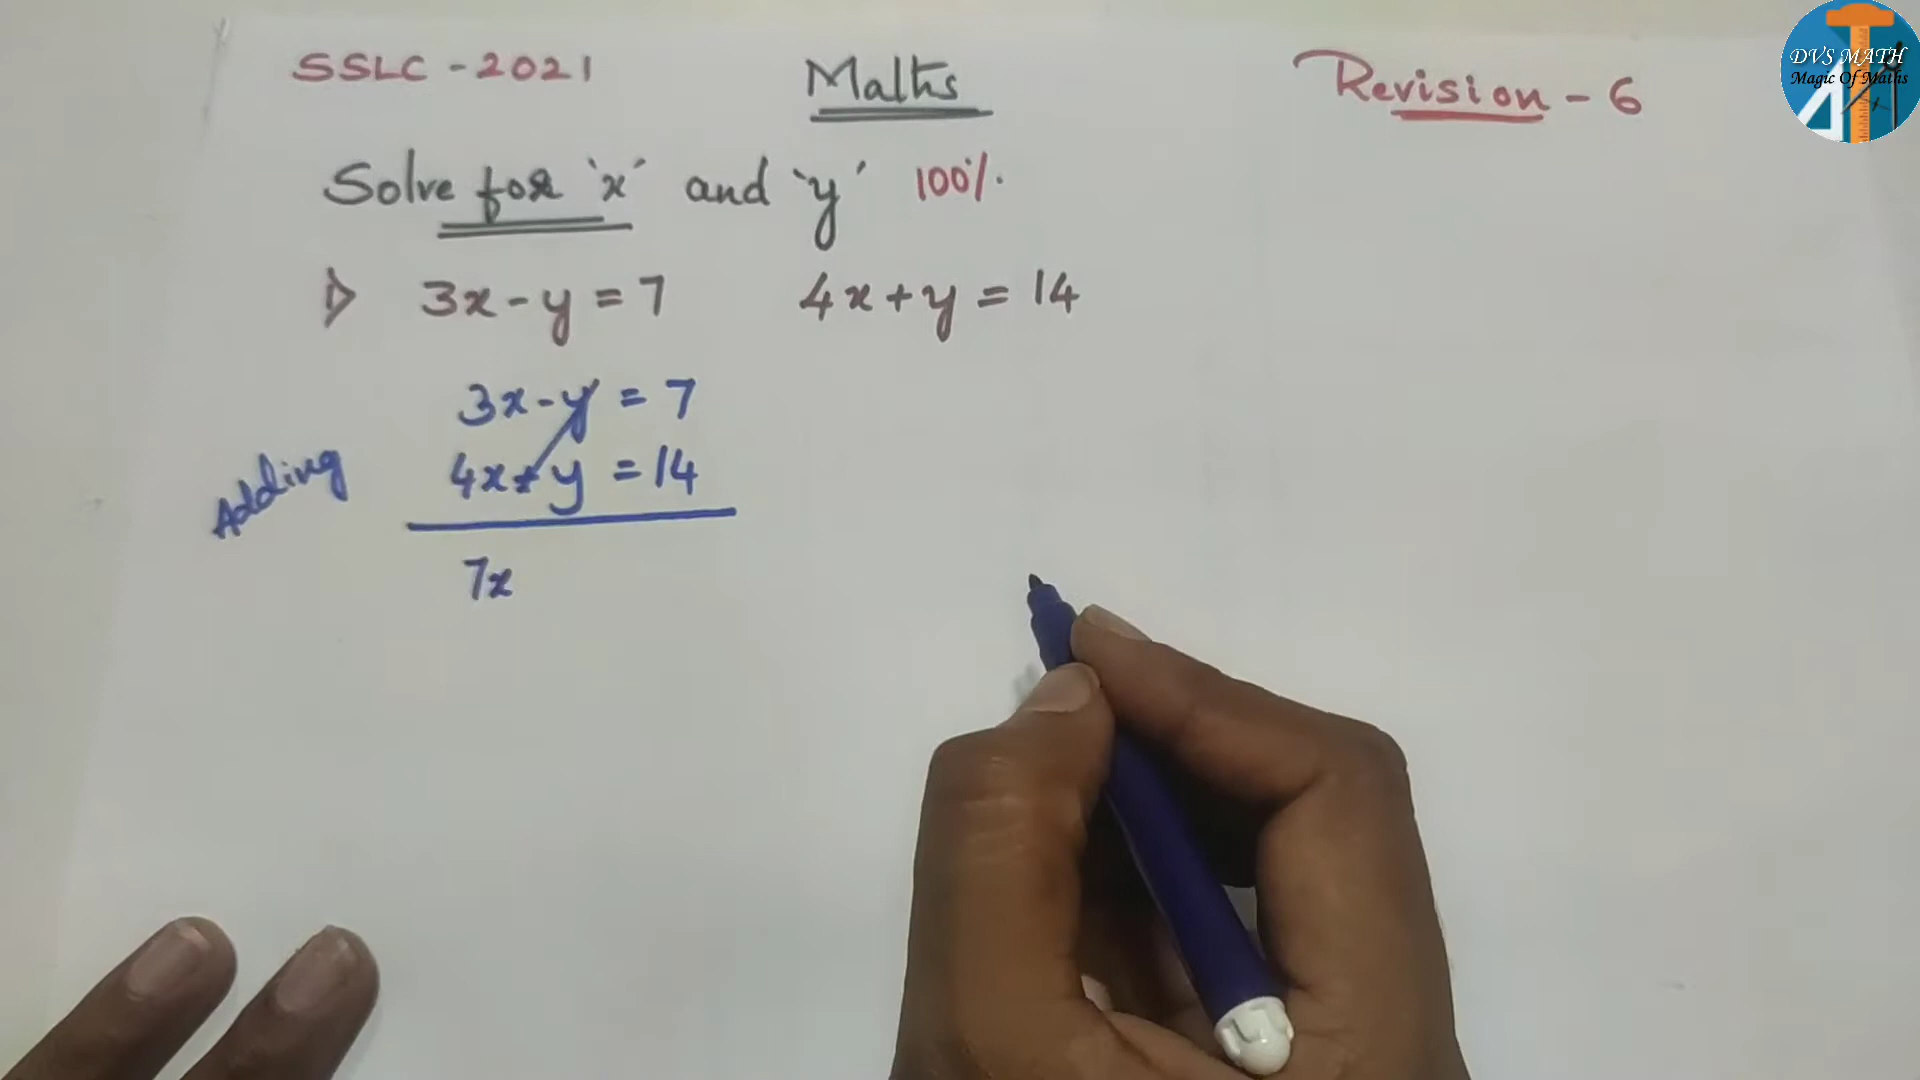 SSLC - 2021 Maths Revision - 6
DVS MATH
Magic Of Maths
Solve for 'x' and 'y' 100%.
1> 3x - y = 7 4x + y = 14
3x - y = 7
Adding 4x + y = 14
7x